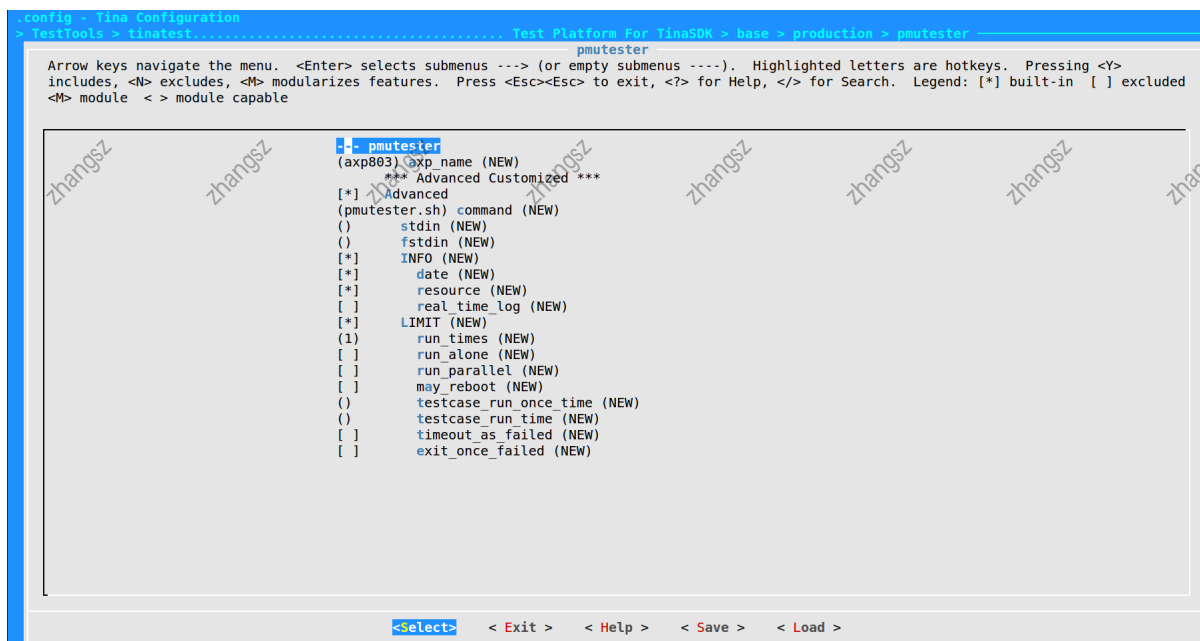 .config - Tina Configuration
> TestTools > tinatest....................................... Test Platform For TinaSDK > base > production > pmutester
pmutester
Arrow keys navigate the menu.  <Enter> selects submenus ---> (or empty submenus ----).  Highlighted letters are hotkeys.  Pressing <Y>
includes, <N> excludes, <M> modularizes features.  Press <Esc><Esc> to exit, <?> for Help, </> for Search.  Legend: [*] built-in  [ ] excluded
<M> module  < > module capable
--- pmutester
(axp803) axp_name (NEW)
*** Advanced Customized ***
[*]   Advanced
(pmutester.sh) command (NEW)
()      stdin (NEW)
()      fstdin (NEW)
[*]     INFO (NEW)
[*]       date (NEW)
[*]       resource (NEW)
[ ]       real_time_log (NEW)
[*]     LIMIT (NEW)
(1)       run_times (NEW)
[ ]       run_alone (NEW)
[ ]       run_parallel (NEW)
[ ]       may_reboot (NEW)
()        testcase_run_once_time (NEW)
()        testcase_run_time (NEW)
[ ]       timeout_as_failed (NEW)
[ ]       exit_once_failed (NEW)
zhangsz zhangsz zhangsz zhangsz zhangsz zhangsz zhangsz
<Select>    < Exit >    < Help >    < Save >    < Load >